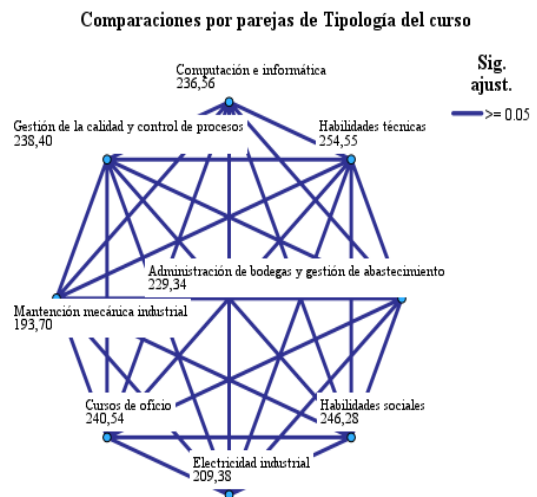 Comparaciones por parejas de Tipología del curso
Sig.
ajust.
>= 0.05
Computación e informática
236,56
Gestión de la calidad y control de procesos
238,40
Habilidades técnicas
254,55
Administración de bodegas y gestión de abastecimiento
229,34
Mantención mecánica industrial
193,70
Cursos de oficio
240,54
Habilidades sociales
246,28
Electricidad industrial
209,38